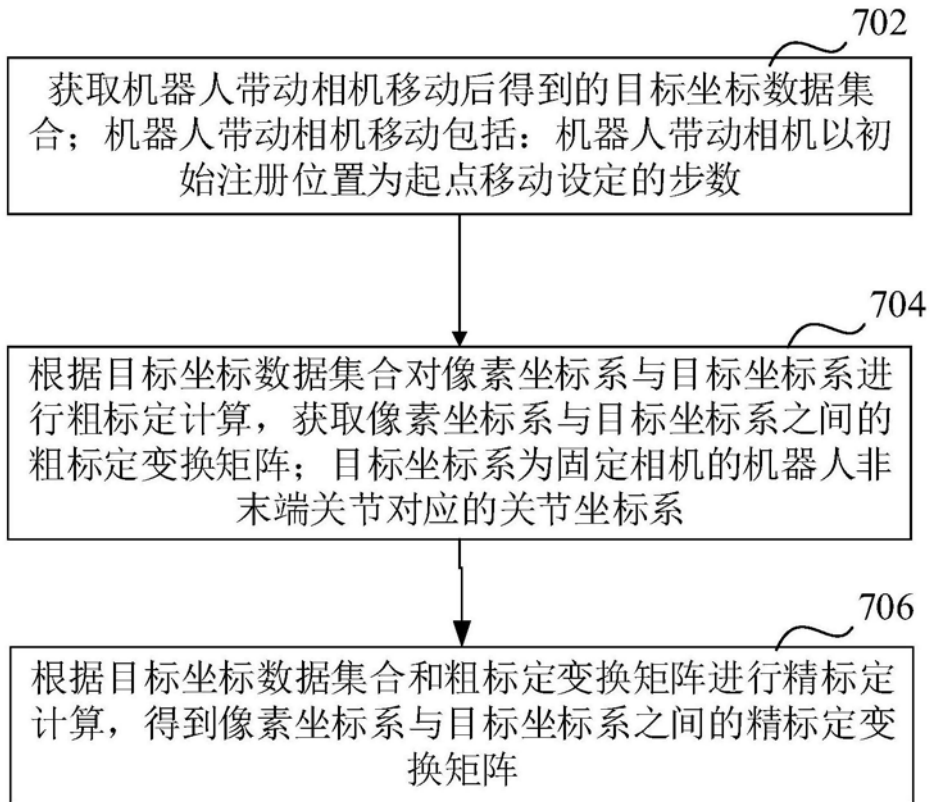 702
获取机器人带动相机移动后得到的目标坐标数据集
合；机器人带动相机移动包括：机器人带动相机以初
始注册位置为起点移动设定的步数
704
根据目标坐标数据集合对像素坐标系与目标坐标系进
行粗标定计算，获取像素坐标系与目标坐标系之间的
粗标定变换矩阵；目标坐标系为固定相机的机器人非
末端关节对应的关节坐标系
706
根据目标坐标数据集合和粗标定变换矩阵进行精标定
计算，得到像素坐标系与目标坐标系之间的精标定变
换矩阵